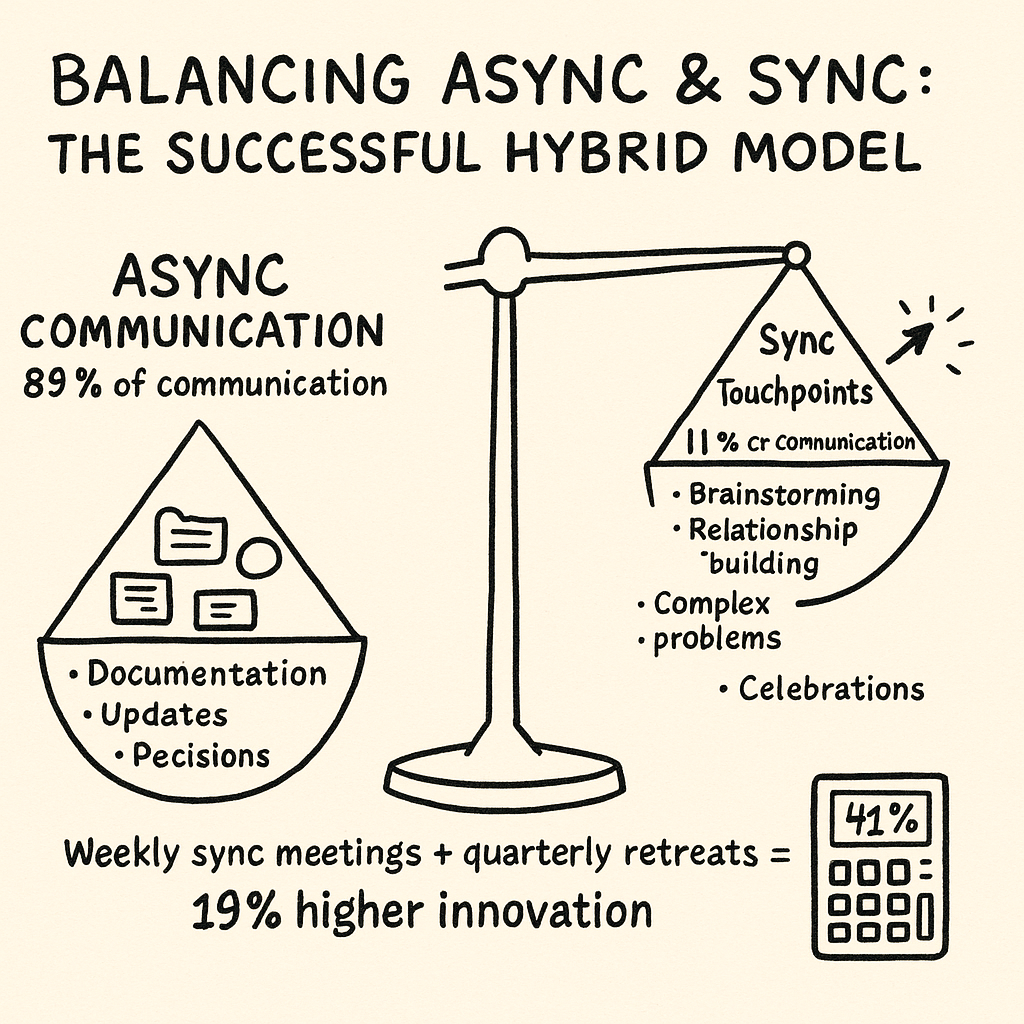 BALANCING ASYNC & SYNC:
THE SUCCESSFUL HYBRID MODEL
ASYNC
COMMUNICATION
89% of communication
• Documentation
• Updates
• Pecisions
Sync
Touchpoints
11% cr Comnunication
• Brainstorming
• Relationship
building
• Complex
• problems
• Celebrations
Weekly sync meetings + quarterly retreats =
19% higher innovation
41%